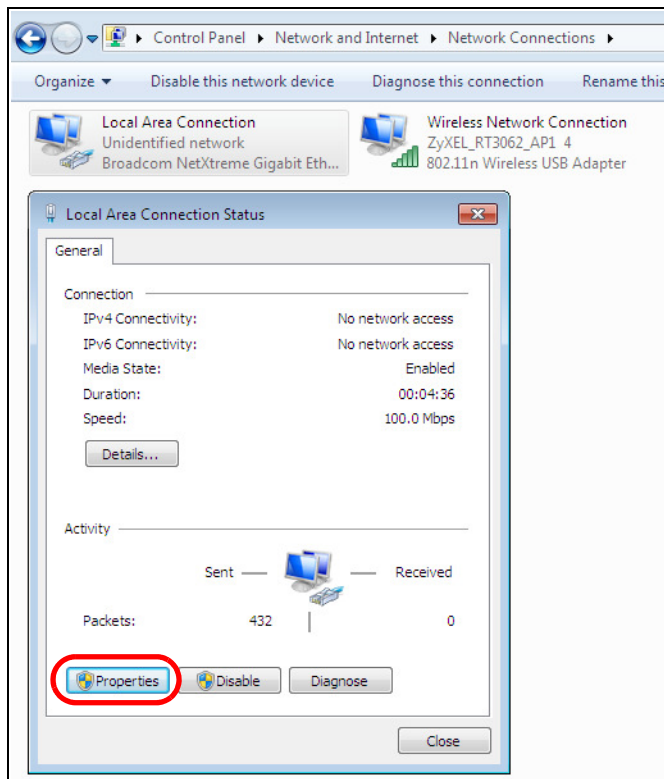 Control Panel ▸ Network and Internet ▸ Network Connections ▸
Organize ▾ Disable this network device Diagnose this connection Rename this
Local Area Connection
Unidentified network
Broadcom NetXtreme Gigabit Eth...
Wireless Network Connection
ZyXEL_RT3062_AP1 4
802.11n Wireless USB Adapter
Local Area Connection Status
General
Connection
IPv4 Connectivity: No network access
IPv6 Connectivity: No network access
Media State: Enabled
Duration: 00:04:36
Speed: 100.0 Mbps
Details...
Activity
Sent Received
Packets: 432 0
Properties Disable Diagnose
Close